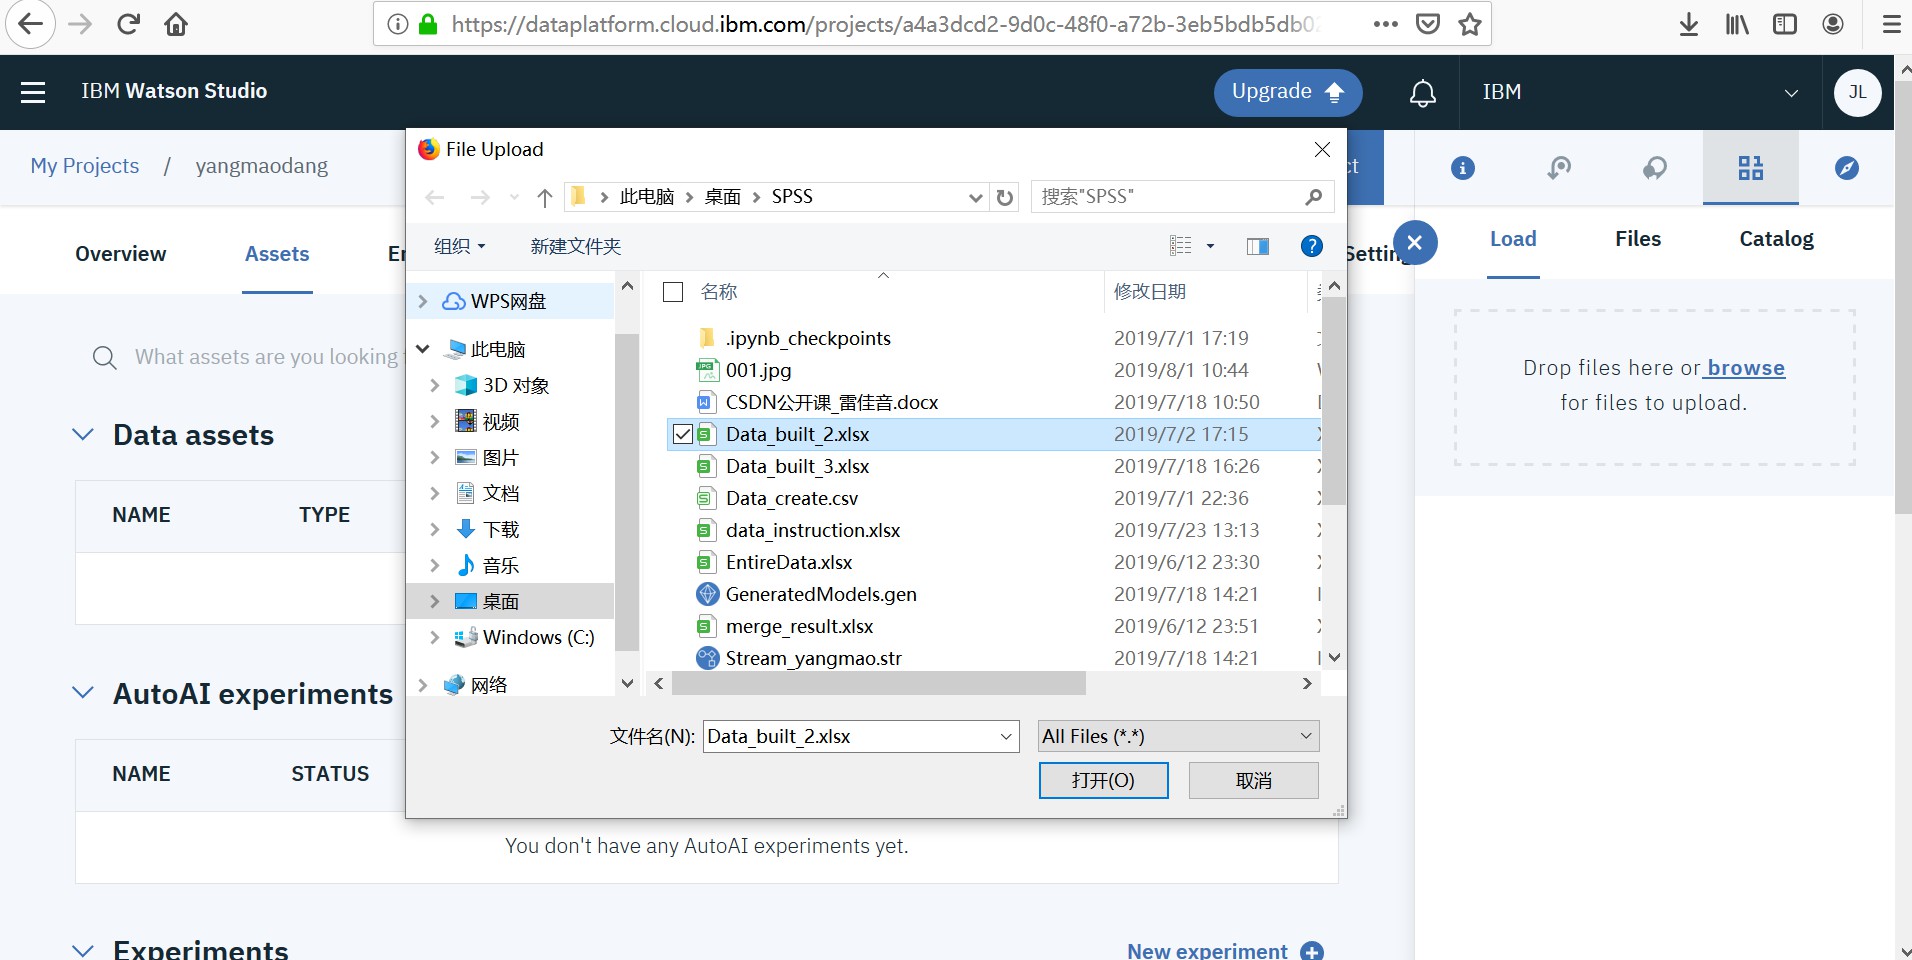 https://dataplatform.cloud.ibm.com/projects/a4a3dcd2-9d0c-48f0-a72b-3eb5bdb5db02
IBM Watson Studio
Upgrade
IBM
JL
My Projects / yangmaodang
ct
Overview
Assets
Settin
Load
Files
Catalog
What assets are you looking
Drop files here or browse
for files to upload.
Data assets
NAME
TYPE
AutoAI experiments
NAME
STATUS
You don't have any AutoAI experiments yet.
Experiments
New experiment
File Upload
此电脑 > 桌面 > SPSS
搜索"SPSS"
组织
新建文件夹
WPS网盘
此电脑
3D 对象
视频
图片
文档
下载
音乐
桌面
Windows (C:)
网络
名称
修改日期
.ipynb_checkpoints 2019/7/1 17:19
JPG
001.jpg 2019/8/1 10:44
CSDN公开课_雷佳音.docx 2019/7/18 10:50
Data_built_2.xlsx 2019/7/2 17:15
Data_built_3.xlsx 2019/7/18 16:26
Data_create.csv 2019/7/1 22:36
data_instruction.xlsx 2019/7/23 13:13
EntireData.xlsx 2019/6/12 23:30
GeneratedModels.gen 2019/7/18 14:21
merge_result.xlsx 2019/6/12 23:51
Stream_yangmao.str 2019/7/18 14:21
文件名(N): Data_built_2.xlsx
All Files (*.*)
打开(O)
取消